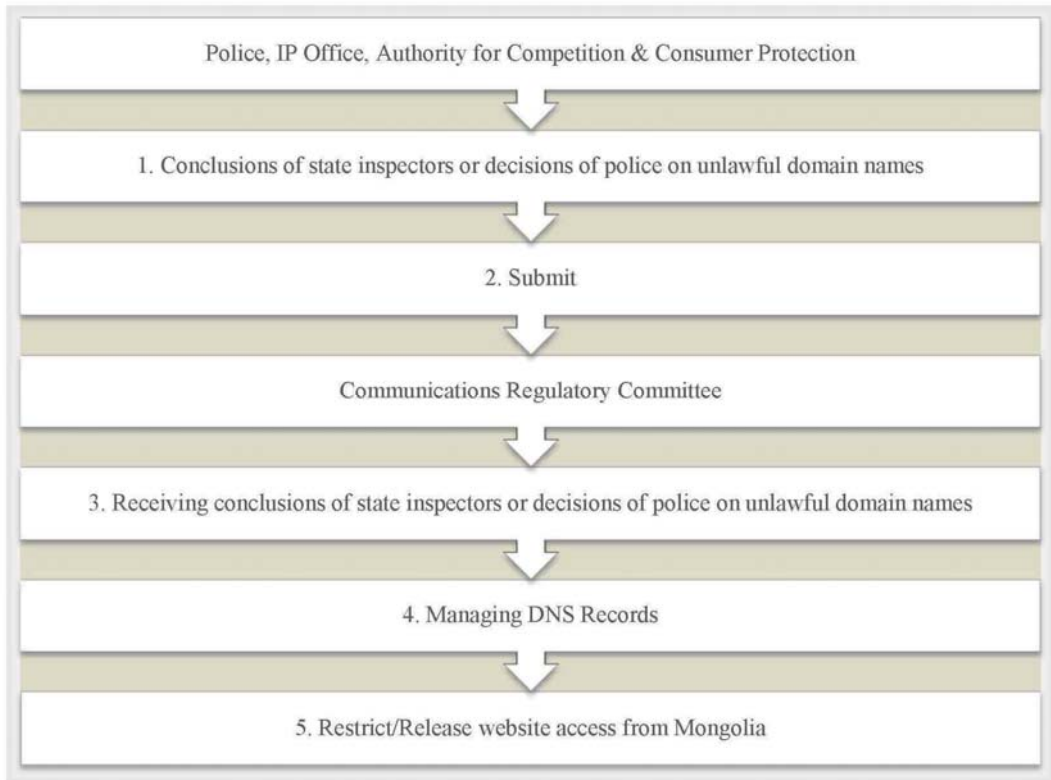 Police, IP Office, Authority for Competition & Consumer Protection
1. Conclusions of state inspectors or decisions of police on unlawful domain names
2. Submit
Communications Regulatory Committee
3. Receiving conclusions of state inspectors or decisions of police on unlawful domain names
4. Managing DNS Records
5. Restrict/Release website access from Mongolia